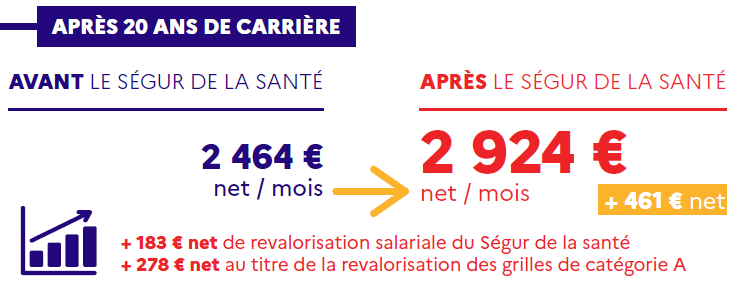 APRÈS 20 ANS DE CARRIÈRE
AVANT LE SÉGUR DE LA SANTÉ
2 464 €
net / mois
APRÈS LE SÉGUR DE LA SANTÉ
2 924 €
net / mois
+ 461 € net
+ 183 € net de revalorisation salariale du Ségur de la santé
+ 278 € net au titre de la revalorisation des grilles de catégorie A